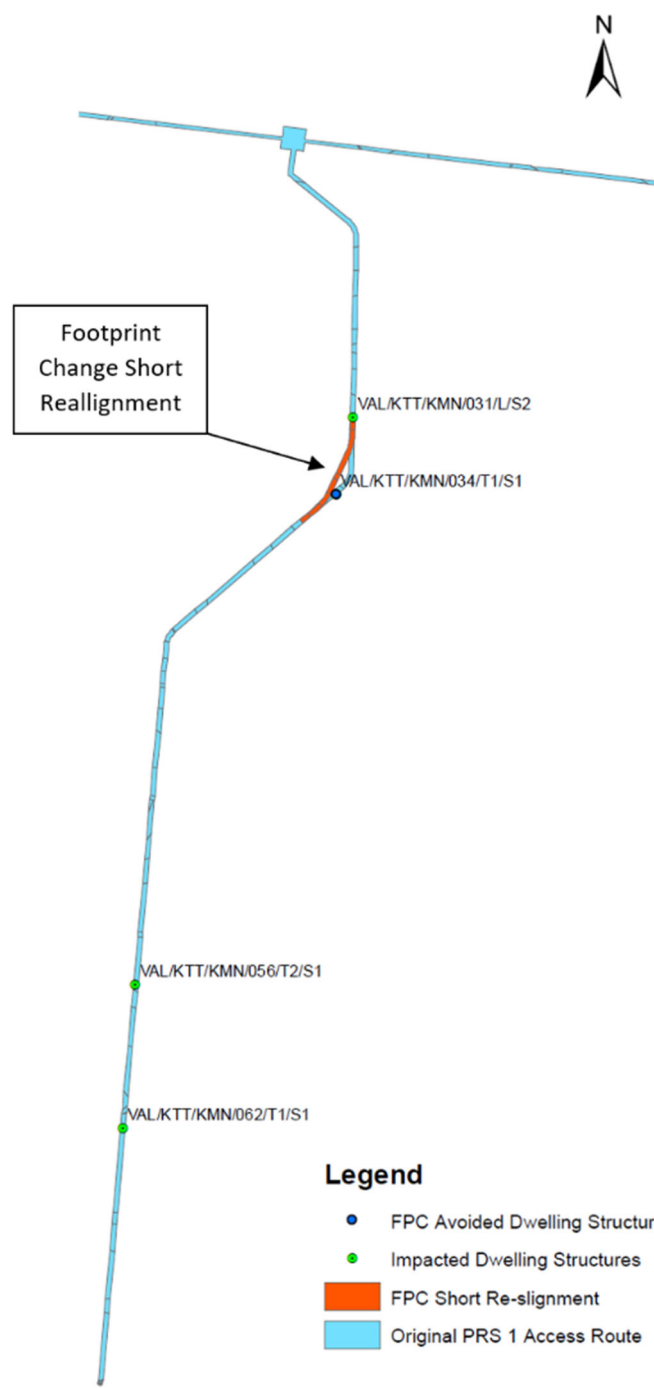 N
Footprint
Change Short
Reallignment
VAL/KTT/KMN/031/L/S2
VAL/KTT/KMN/034/T1/S1
VAL/KTT/KMN/056/T2/S1
VAL/KTT/KMN/062/T1/S1
Legend
FPC Avoided Dwelling Structur
Impacted Dwelling Structures
FPC Short Re-slignment
Original PRS 1 Access Route